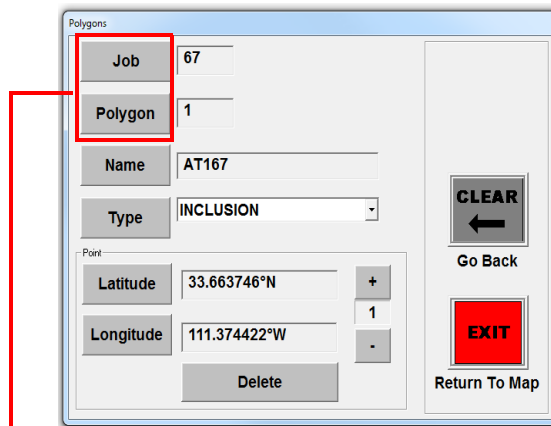 Polygons
Job 67
Polygon 1
Name AT167
Type INCLUSION
Point
Latitude 33.663746°N +
1
Longitude 111.374422°W -
Delete
CLEAR
Go Back
EXIT
Return To Map